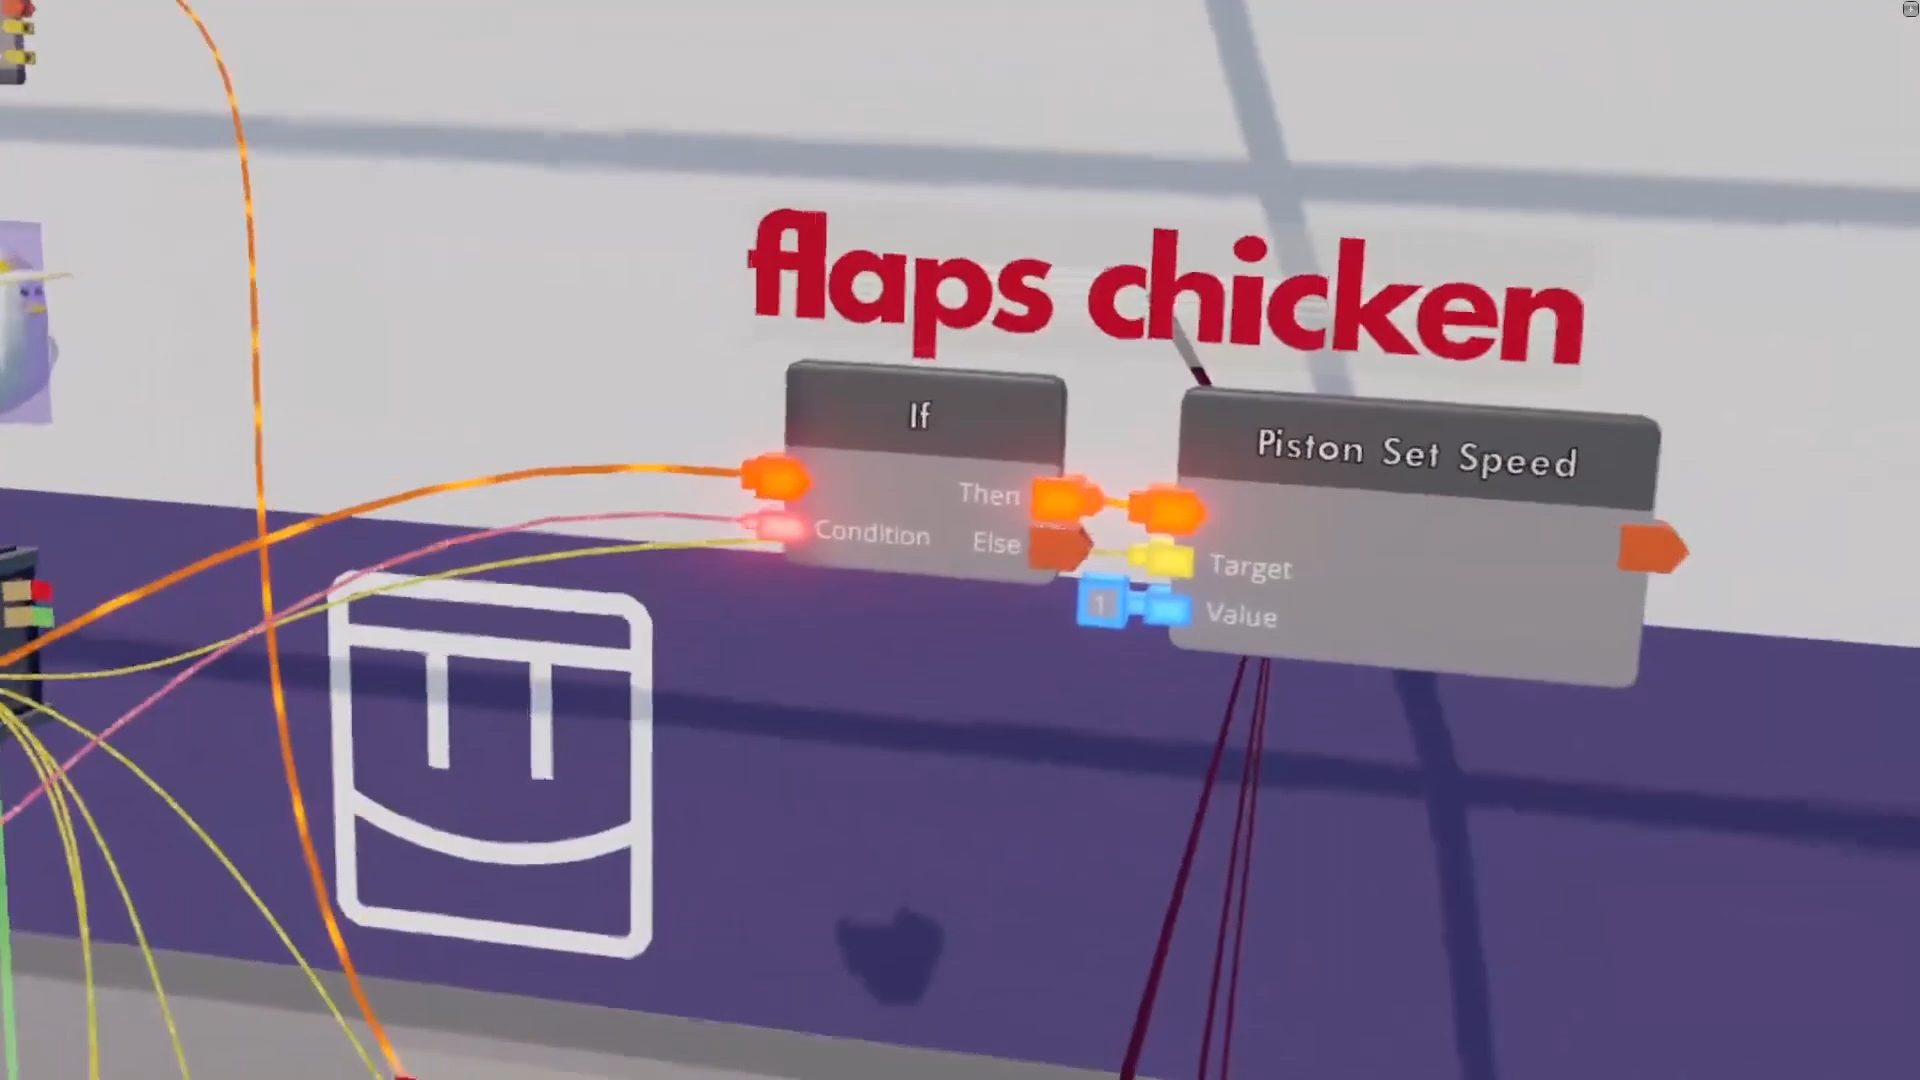 flaps chicken
If
Then
Condition
Else
Piston Set Speed
Target
1
Value